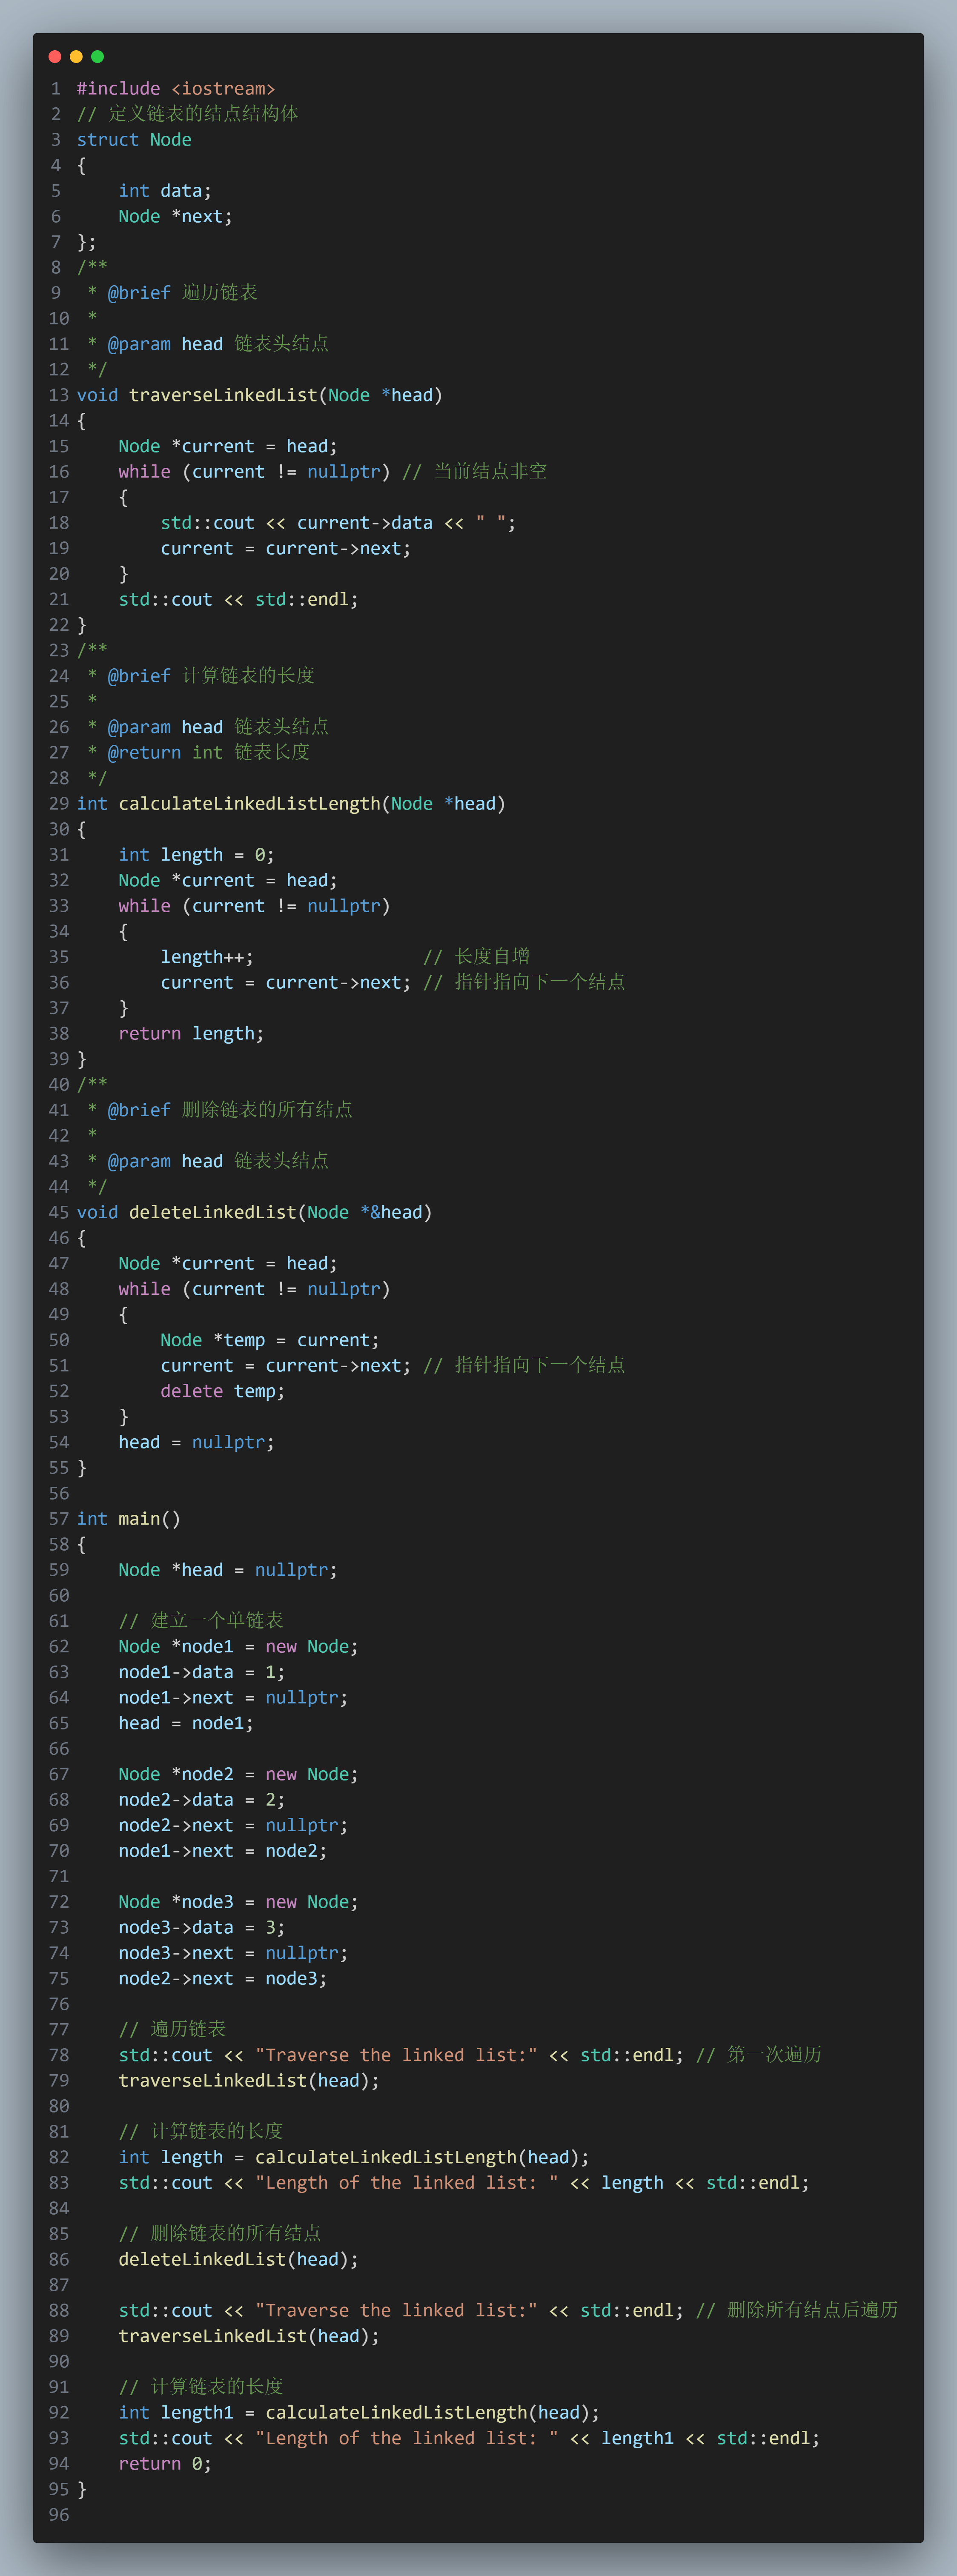 1 #include <iostream>
2 // 定义链表的结点结构体
3 struct Node
4 {
5     int data;
6     Node *next;
7 };
8 /**
9  * @brief 遍历链表
10  *
11  * @param head 链表头结点
12  */
13 void traverseLinkedList(Node *head)
14 {
15     Node *current = head;
16     while (current != nullptr) // 当前结点非空
17     {
18         std::cout << current->data << " ";
19         current = current->next;
20     }
21     std::cout << std::endl;
22 }
23 /**
24  * @brief 计算链表的长度
25  *
26  * @param head 链表头结点
27  * @return int 链表长度
28  */
29 int calculateLinkedListLength(Node *head)
30 {
31     int length = 0;
32     Node *current = head;
33     while (current != nullptr)
34     {
35         length++;                // 长度自增
36         current = current->next; // 指针指向下一个结点
37     }
38     return length;
39 }
40 /**
41  * @brief 删除链表的所有结点
42  *
43  * @param head 链表头结点
44  */
45 void deleteLinkedList(Node *&head)
46 {
47     Node *current = head;
48     while (current != nullptr)
49     {
50         Node *temp = current;
51         current = current->next; // 指针指向下一个结点
52         delete temp;
53     }
54     head = nullptr;
55 }
56
57 int main()
58 {
59     Node *head = nullptr;
60
61     // 建立一个单链表
62     Node *node1 = new Node;
63     node1->data = 1;
64     node1->next = nullptr;
65     head = node1;
66
67     Node *node2 = new Node;
68     node2->data = 2;
69     node2->next = nullptr;
70     node1->next = node2;
71
72     Node *node3 = new Node;
73     node3->data = 3;
74     node3->next = nullptr;
75     node2->next = node3;
76
77     // 遍历链表
78     std::cout << "Traverse the linked list:" << std::endl; // 第一次遍历
79     traverseLinkedList(head);
80
81     // 计算链表的长度
82     int length = calculateLinkedListLength(head);
83     std::cout << "Length of the linked list: " << length << std::endl;
84
85     // 删除链表的所有结点
86     deleteLinkedList(head);
87
88     std::cout << "Traverse the linked list:" << std::endl; // 删除所有结点后遍历
89     traverseLinkedList(head);
90
91     // 计算链表的长度
92     int length1 = calculateLinkedListLength(head);
93     std::cout << "Length of the linked list: " << length1 << std::endl;
94     return 0;
95 }
96